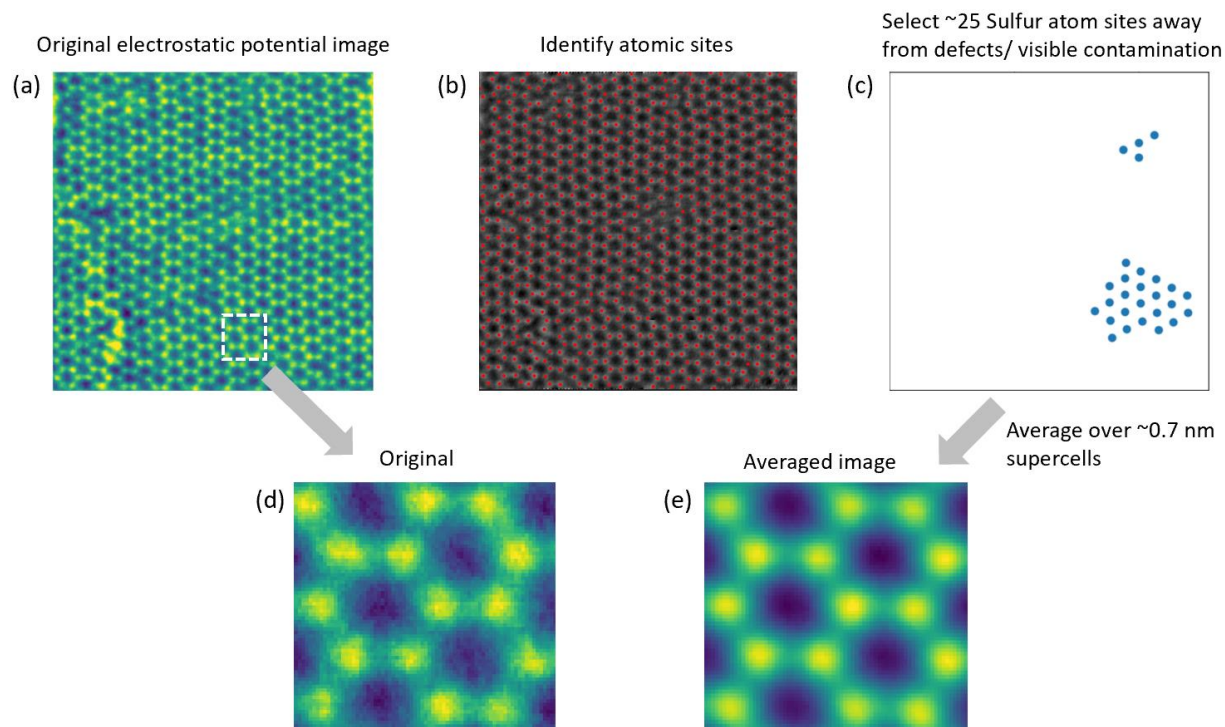 Original electrostatic potential image
Identify atomic sites
Select ~25 Sulfur atom sites away
from defects/ visible contamination
(a)
(b)
(c)
Original
Averaged image
Average over ~0.7 nm
supercells
(d)
(e)